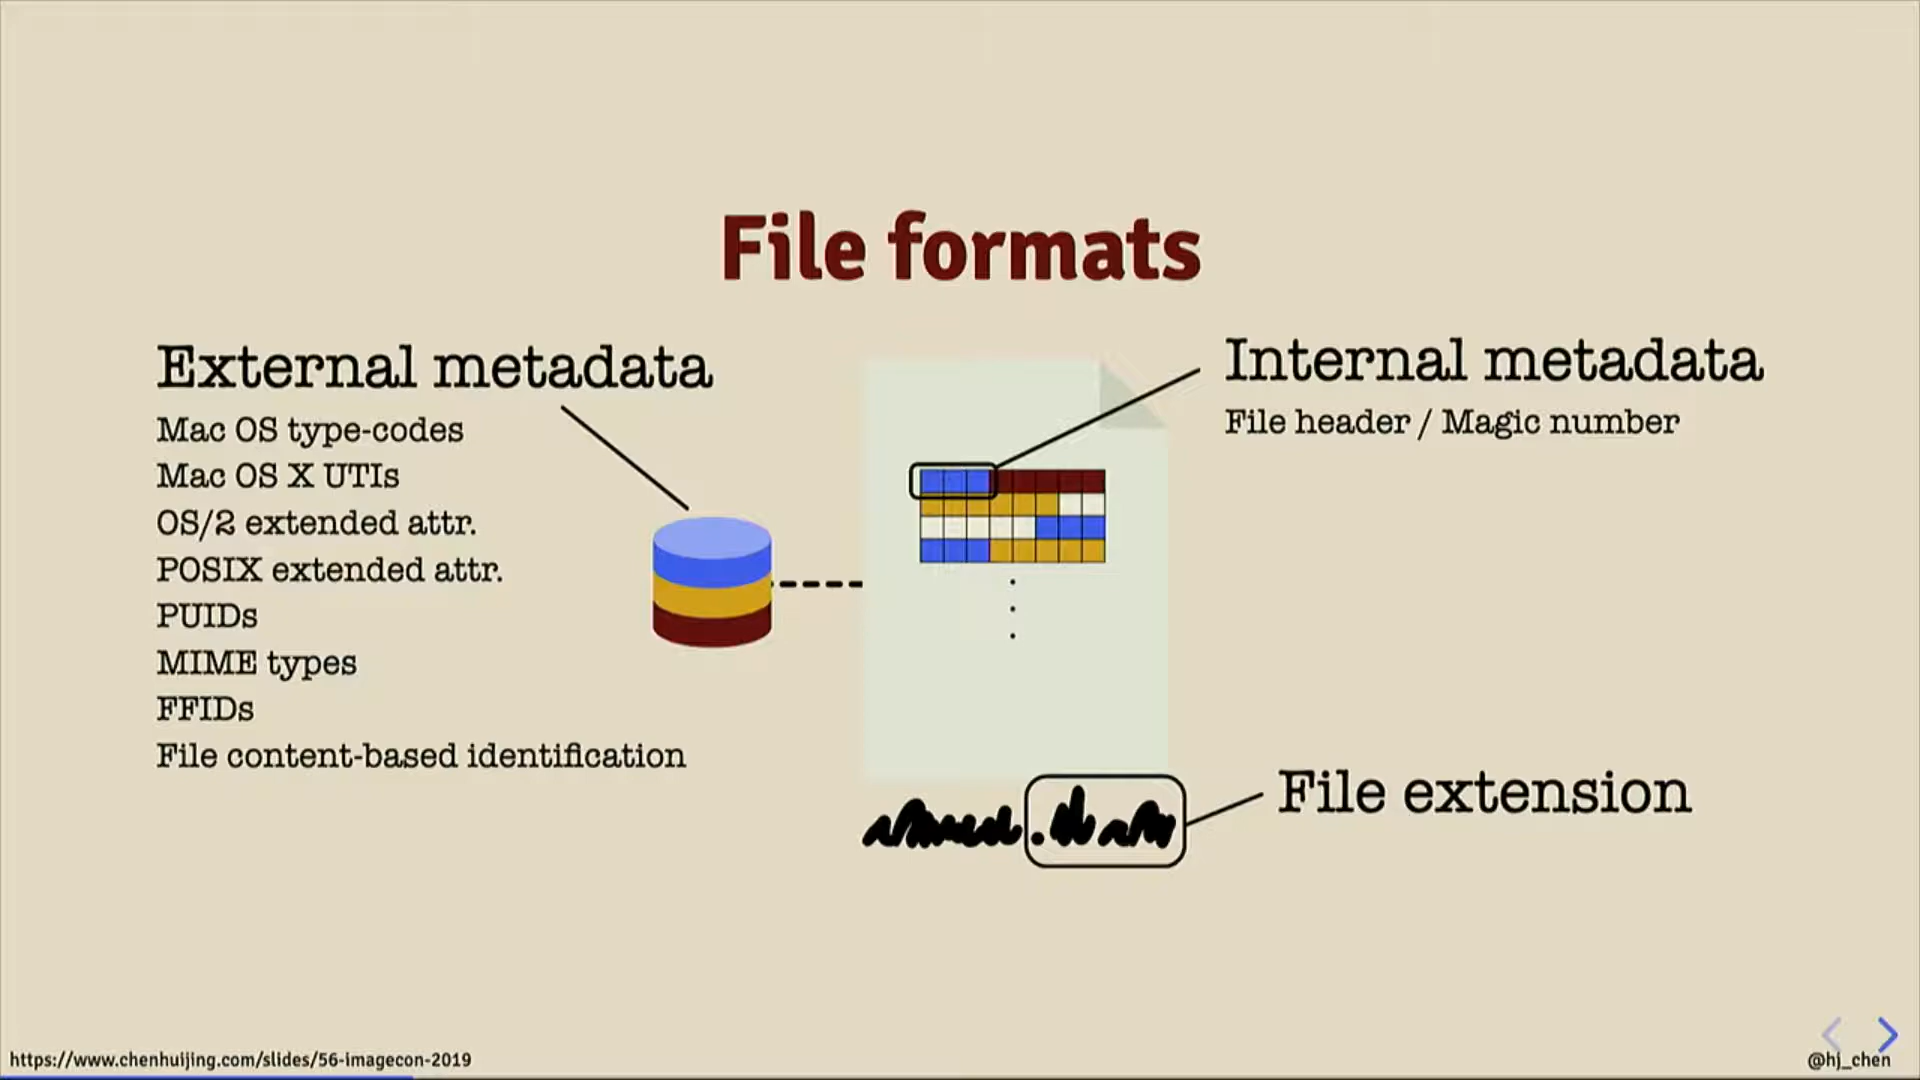 File formats
External metadata
Mac OS type-codes
Mac OS X UTIs
OS/2 extended attr.
POSIX extended attr.
PUIDs
MIME types
FFIDs
File content-based identification
Internal metadata
File header / Magic number
File extension
https://www.chenhuijing.com/slides/56-imagecon-2019
@hj_chen